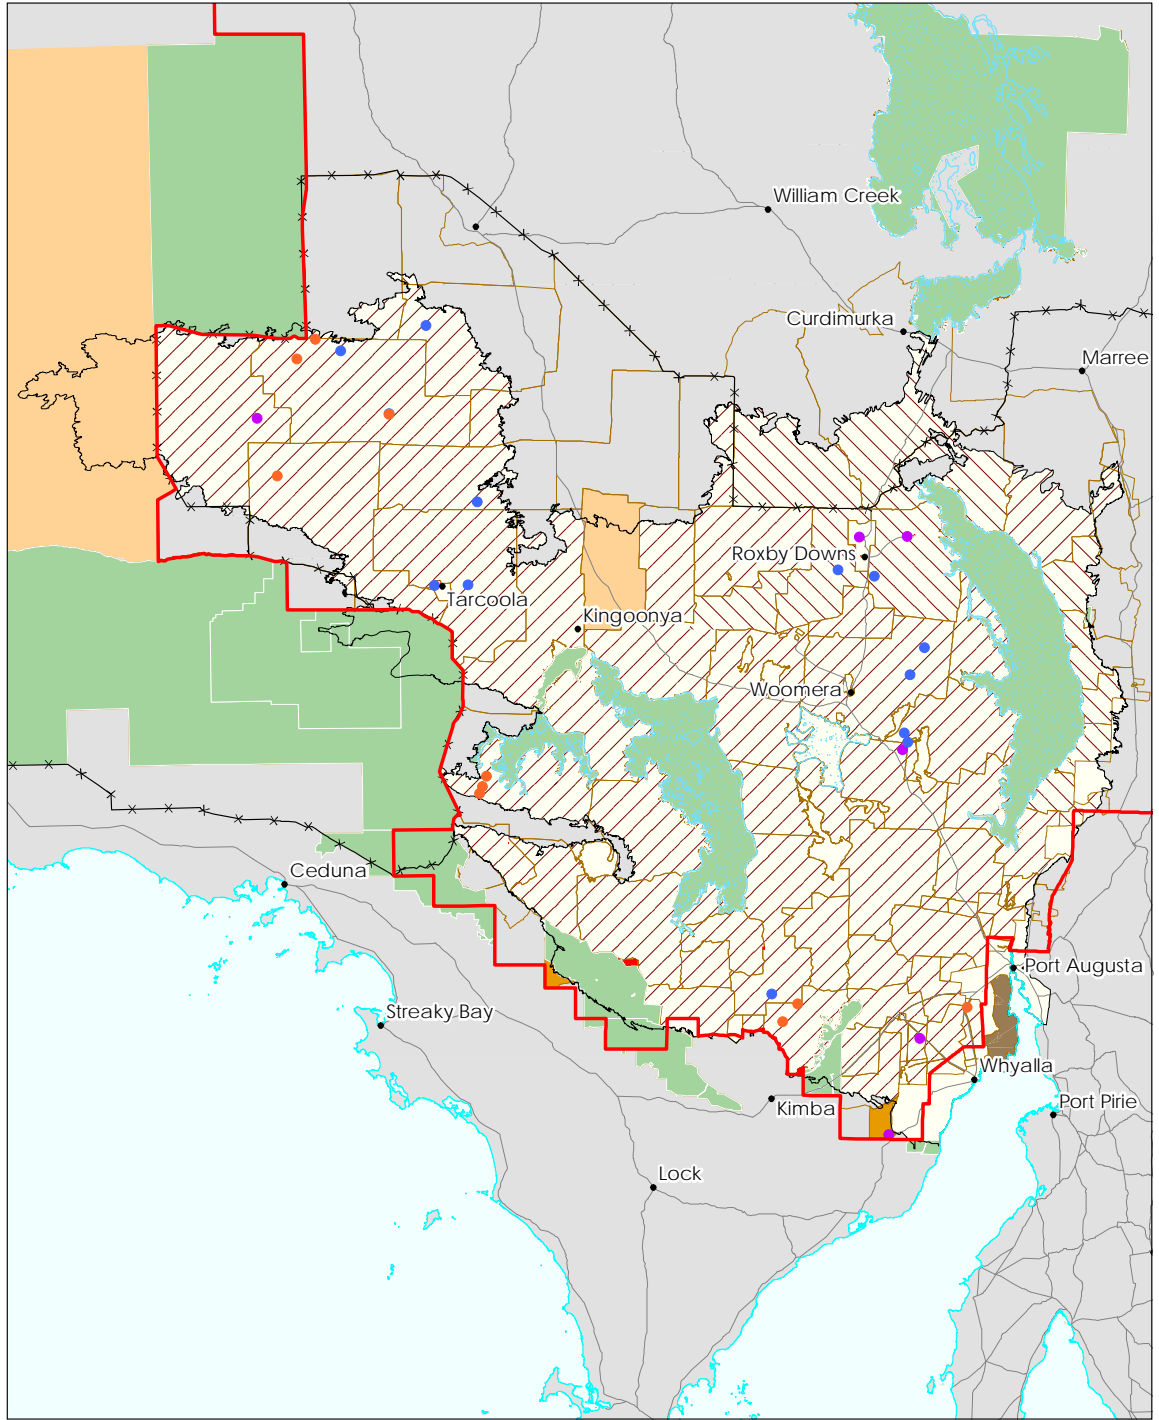 William Creek
Curdimurka
Marree
Roxby Downs
Tarcoola
Kingoonya
Woomera
Ceduna
Port Augusta
Streaky Bay
Whyalla
Kimba
Port Pirie
Lock